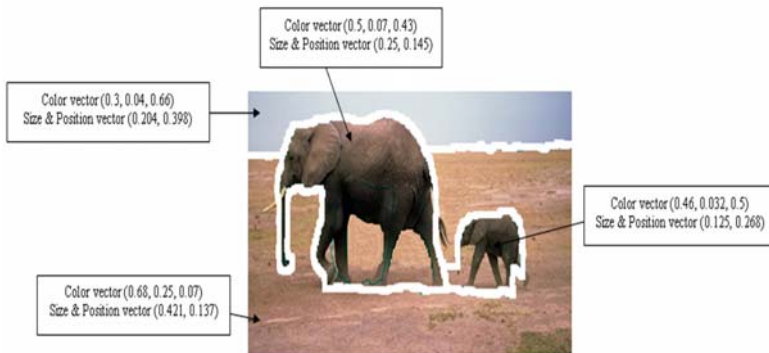 Color vector (0.5, 0.07, 0.43)
Size & Position vector (0.25, 0.145)
Color vector (0.3, 0.04, 0.66)
Size & Position vector (0.204, 0.398)
Color vector (0.46, 0.032, 0.5)
Size & Position vector (0.125, 0.268)
Color vector (0.68, 0.25, 0.07)
Size & Position vector (0.421, 0.137)